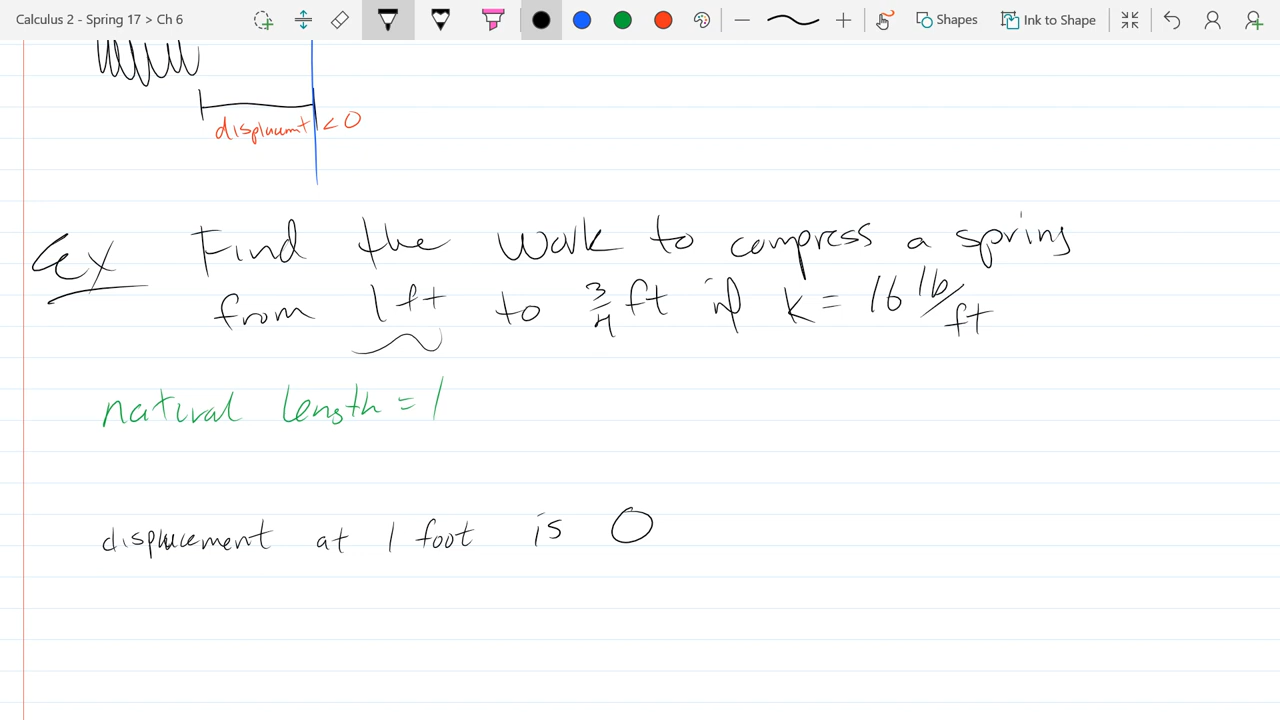 Calculus 2 - Spring 17 > Ch 6
Shapes
Ink to Shape
displacemt < 0
Ex Find the work to compress a spring
from 1 ft to 3/4 ft if k = 16 lb/ft
natural length = 1
displacement at 1 foot is 0